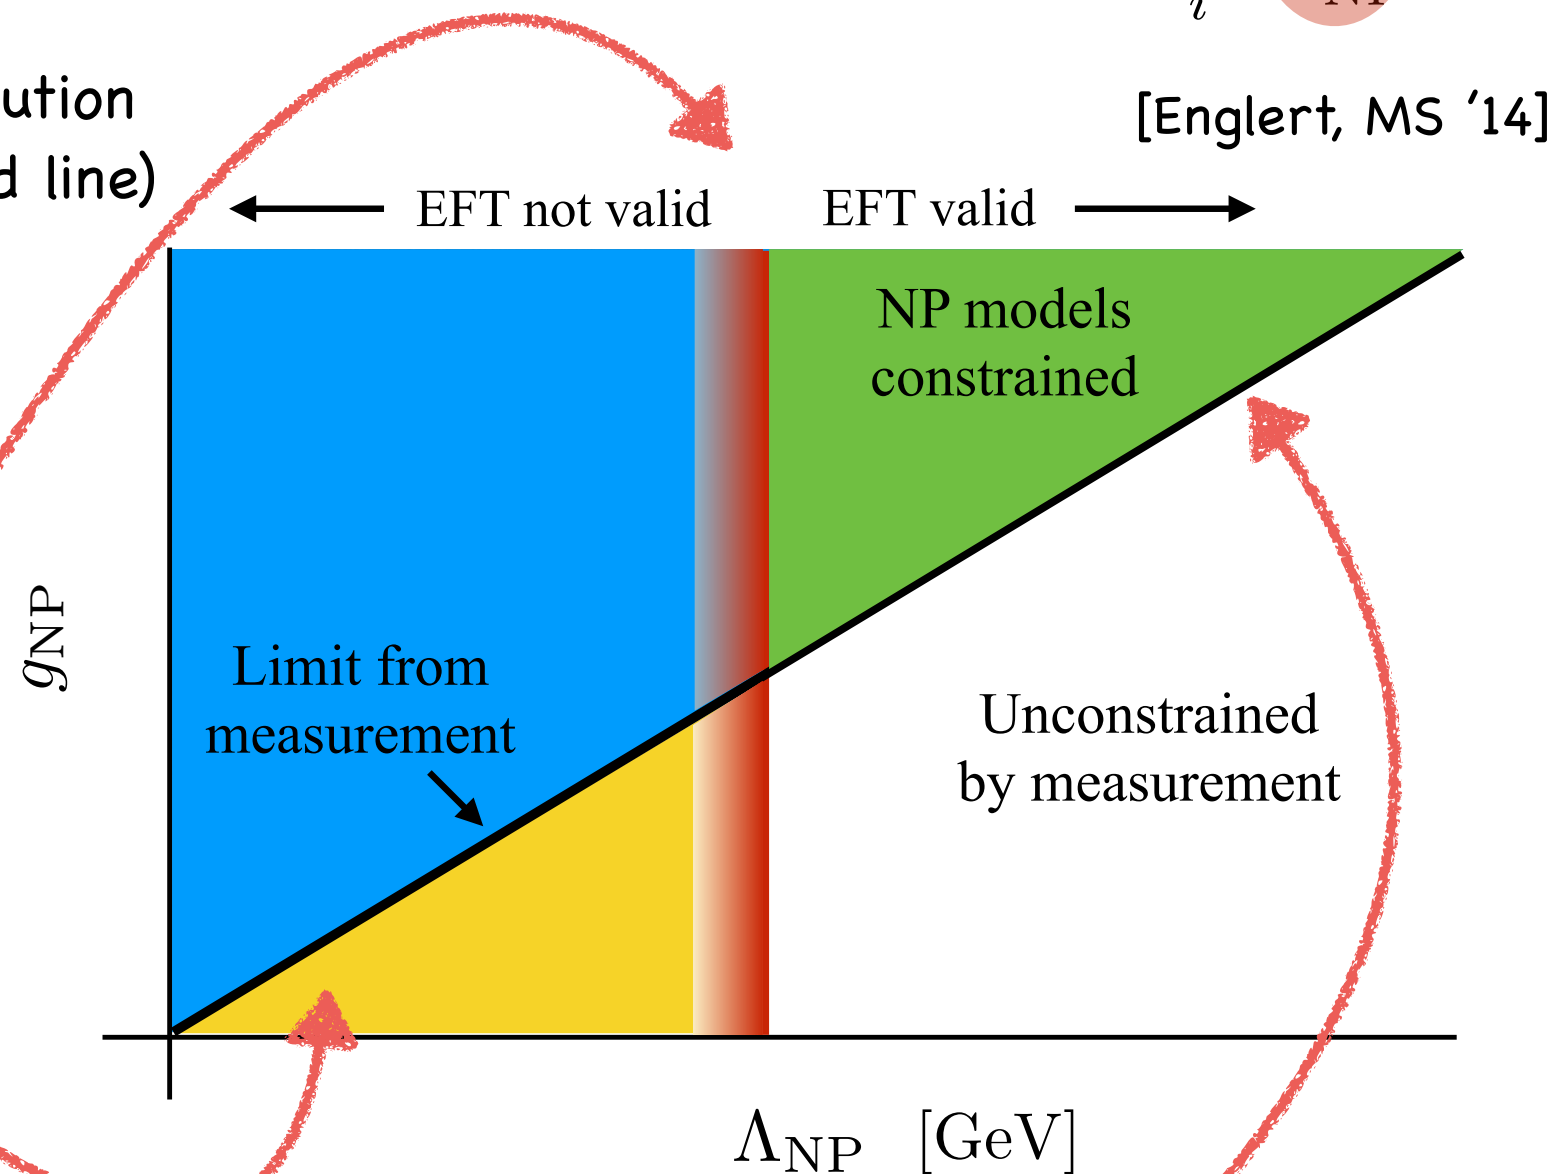 i
NP
ution
d line)
[Englert, MS '14]
EFT not valid
EFT valid
NP models
constrained
g_NP
Limit from
measurement
Unconstrained
by measurement
Λ_NP [GeV]